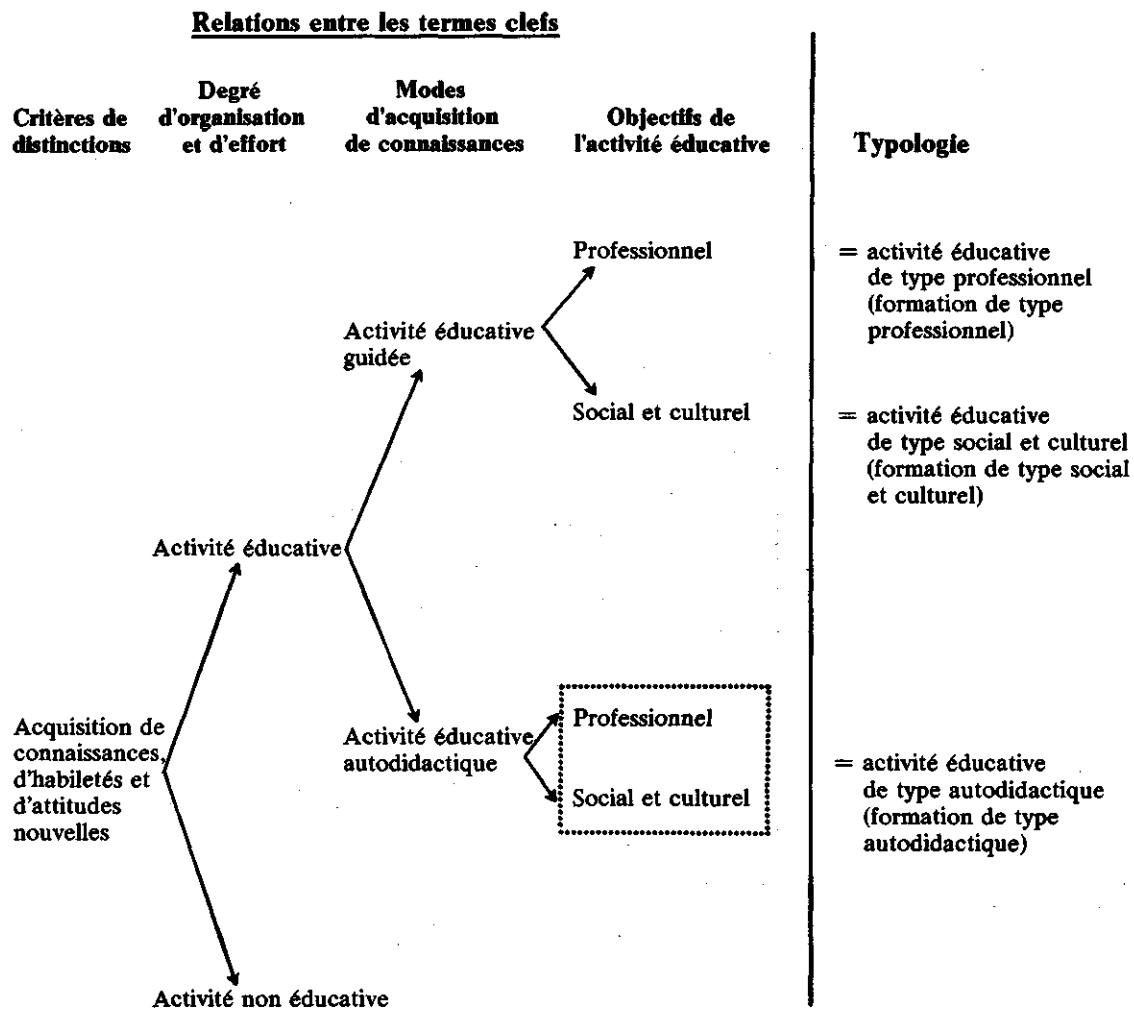 Relations entre les termes clefs
Critères de
distinctions
Degré
d'organisation
et d'effort
Modes
d'acquisition
de connaissances
Objectifs de
l'activité éducative
Typologie
Professionnel
= activité éducative
de type professionnel
(formation de type
professionnel)
Activité éducative
guidée
Social et culturel
= activité éducative
de type social et culturel
(formation de type social
et culturel)
Activité éducative
Acquisition de
connaissances,
d'habiletés et
d'attitudes
nouvelles
Activité éducative
autodidactique
Professionnel
Social et culturel
= activité éducative
de type autodidactique
(formation de type
autodidactique)
Activité non éducative